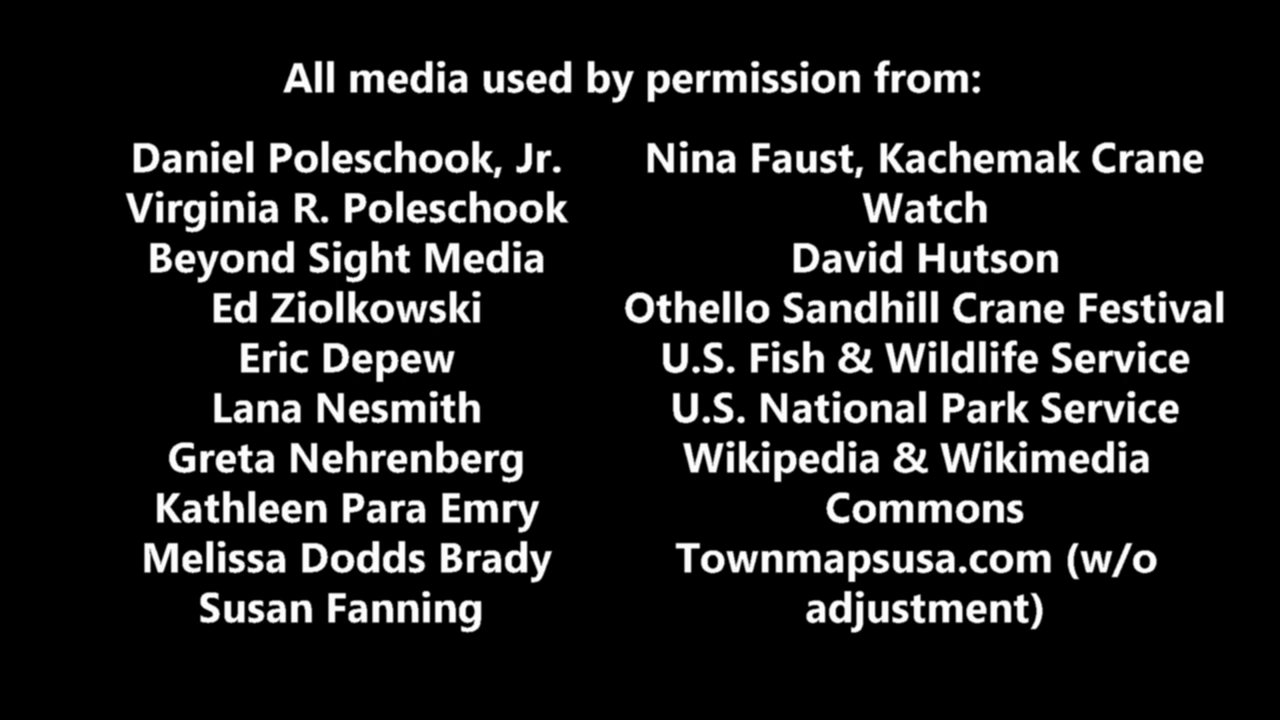 All media used by permission from:
Daniel Poleschook, Jr.
Virginia R. Poleschook
Beyond Sight Media
Ed Ziolkowski
Eric Depew
Lana Nesmith
Greta Nehrenberg
Kathleen Para Emry
Melissa Dodds Brady
Susan Fanning
Nina Faust, Kachemak Crane
Watch
David Hutson
Othello Sandhill Crane Festival
U.S. Fish & Wildlife Service
U.S. National Park Service
Wikipedia & Wikimedia
Commons
Townmapsusa.com (w/o
adjustment)